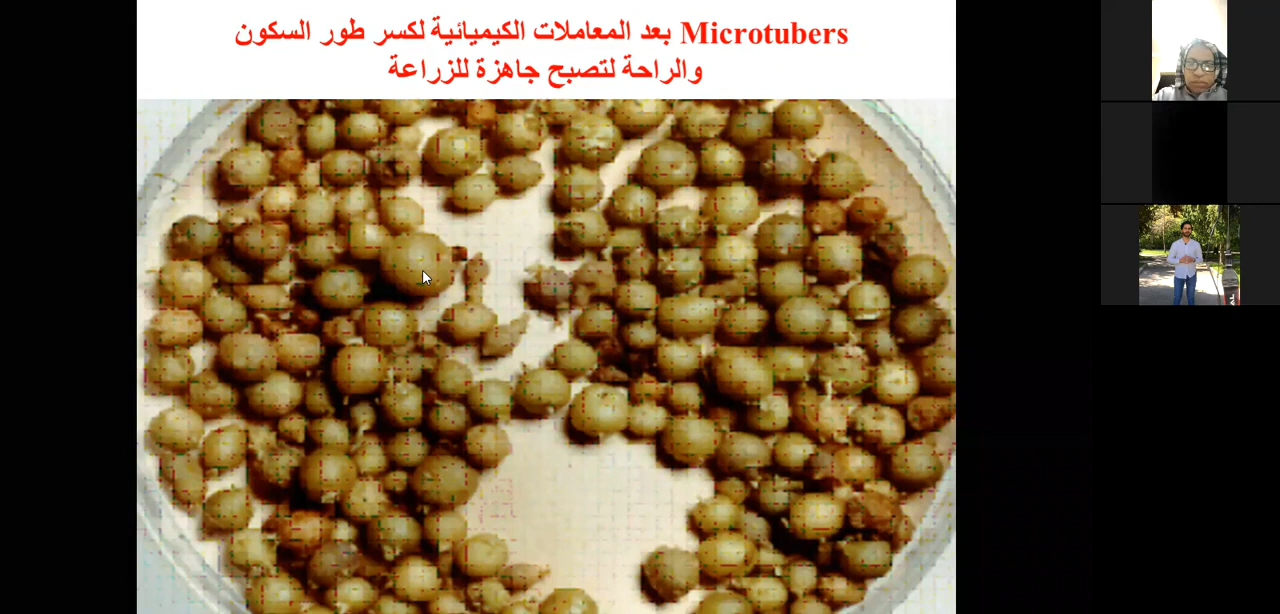 Microtubers بعد المعاملات الكيميائية لكسر طور السكون
والراحة لتصبح جاهزة للزراعة